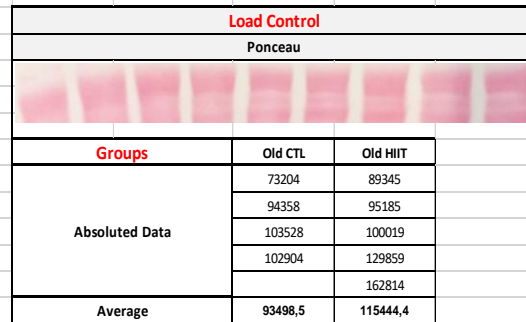 Load Control
Ponceau
Groups Old CTL Old HIIT
73204 89345
94358 95185
Absoluted Data 103528 100019
102904 129859
162814
Average 93498,5 115444,4